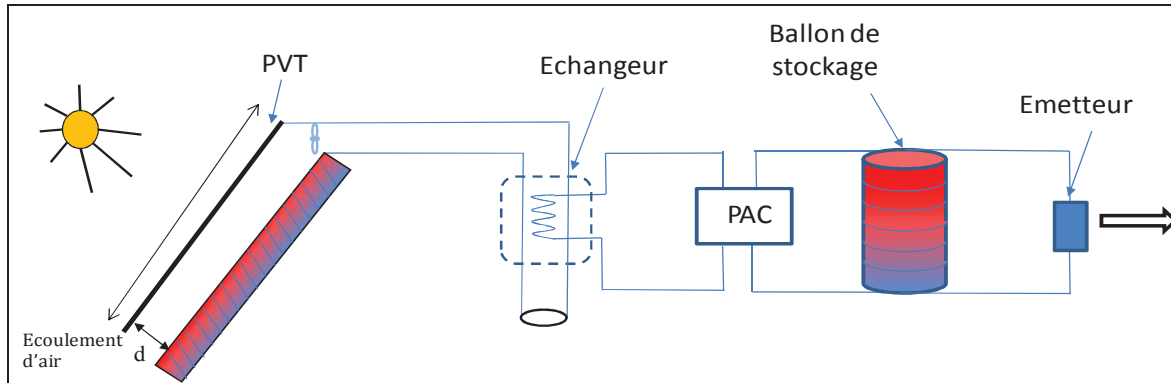 PVT
Echangeur
Ballon de
stockage
Emetteur
PAC
Ecoulement
d'air
d